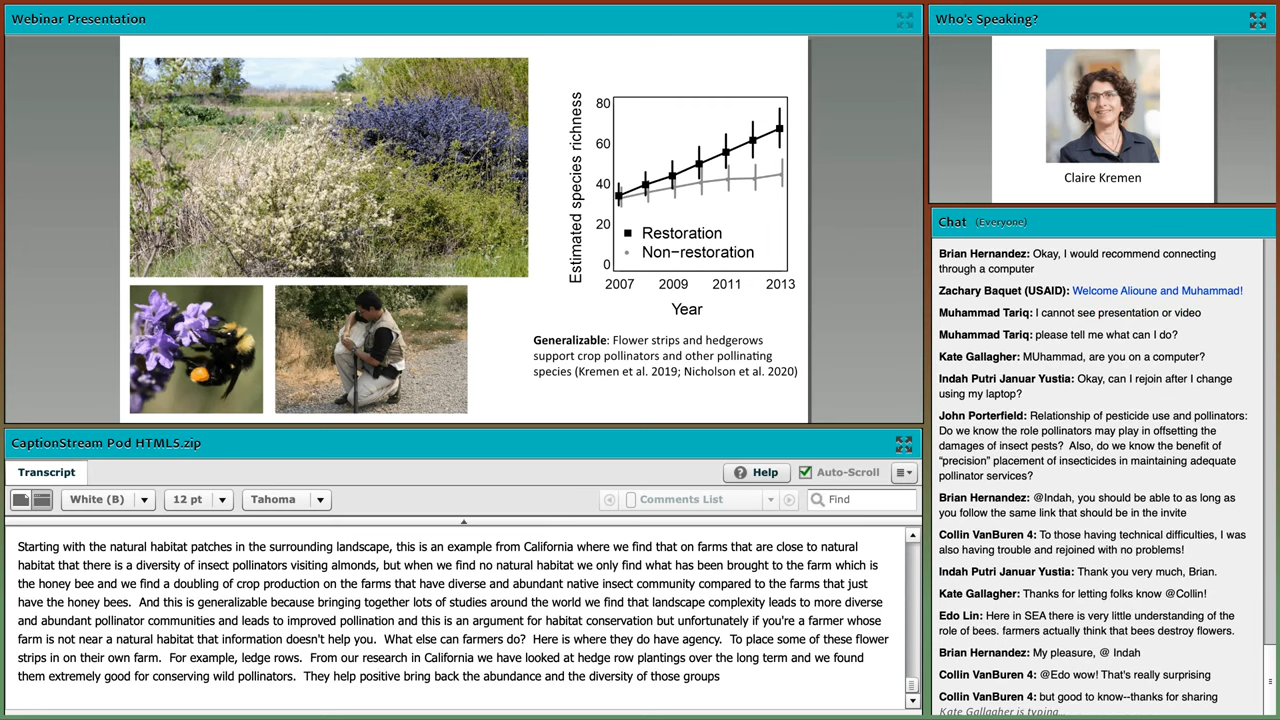 Webinar Presentation
Estimated species richness
80
60
40
20
0
Restoration
Non-restoration
2007
2009
2011
2013
Year
Generalizable: Flower strips and hedgerows
support crop pollinators and other pollinating
species (Kremen et al. 2019; Nicholson et al. 2020)
Who's Speaking?
Claire Kremen
Chat (Everyone)
Brian Hernandez: Okay, I would recommend connecting
through a computer
Zachary Baquet (USAID): Welcome Alioune and Muhammad!
Muhammad Tariq: I cannot see presentation or video
Muhammad Tariq: please tell me what can I do?
Kate Gallagher: MUhammad, are you on a computer?
Indah Putri Januar Yustia: Okay, can I rejoin after I change
using my laptop?
John Porterfield: Relationship of pesticide use and pollinators:
Do we know the role pollinators may play in offsetting the
damages of insect pests?  Also, do we know the benefit of
“precision” placement of insecticides in maintaining adequate
pollinator services?
Brian Hernandez: @Indah, you should be able to as long as
you follow the same link that should be in the invite
Collin VanBuren 4: To those having technical difficulties, I was
also having trouble and rejoined with no problems!
Indah Putri Januar Yustia: Thank you very much, Brian.
Kate Gallagher: Thanks for letting folks know @Collin!
Edo Lin: Here in SEA there is very little understanding of the
role of bees. farmers actually think that bees destroy flowers.
Brian Hernandez: My pleasure, @ Indah
Collin VanBuren 4: @Edo wow! That's really surprising
Collin VanBuren 4: but good to know--thanks for sharing
Kate Gallagher is typing...
CaptionStream Pod HTML5.zip
Transcript
Help
Auto-Scroll
White (B)
12 pt
Tahoma
Comments List
Find
Starting with the natural habitat patches in the surrounding landscape, this is an example from California where we find that on farms that are close to natural
habitat that there is a diversity of insect pollinators visiting almonds, but when we find no natural habitat we only find what has been brought to the farm which is
the honey bee and we find a doubling of crop production on the farms that have diverse and abundant native insect community compared to the farms that just
have the honey bees.  And this is generalizable because bringing together lots of studies around the world we find that landscape complexity leads to more diverse
and abundant pollinator communities and leads to improved pollination and this is an argument for habitat conservation but unfortunately if you're a farmer whose
farm is not near a natural habitat that information doesn't help you.  What else can farmers do?  Here is where they do have agency.  To place some of these flower
strips in on their own farm.  For example, ledge rows.  From our research in California we have looked at hedge row plantings over the long term and we found
them extremely good for conserving wild pollinators.  They help positive bring back the abundance and the diversity of those groups